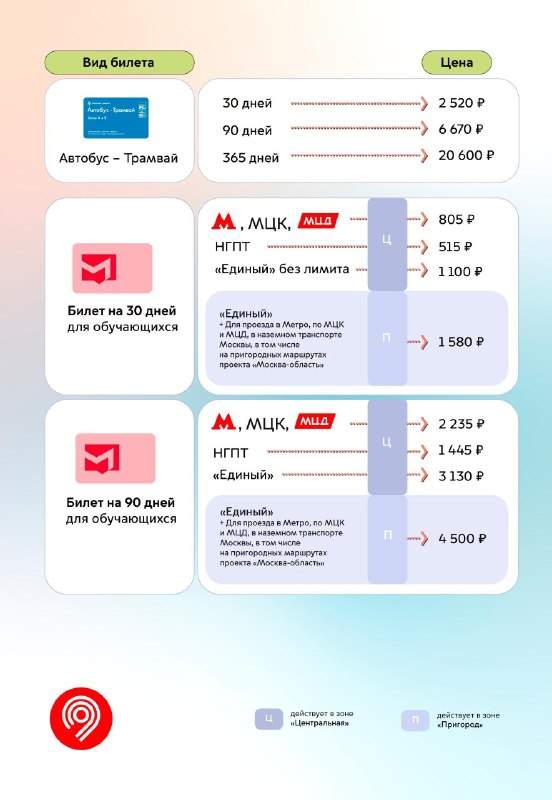 Вид билета
Цена
Автобус – Трамвай
Автобус – Трамвай
30 дней
2 520 ₽
90 дней
6 670 ₽
365 дней
20 600 ₽
Билет на 30 дней
для обучающихся
М, МЦК, МЦД
805 ₽
НГПТ
515 ₽
«Единый» без лимита
1 100 ₽
Ц
«Единый»
+ Для проезда в Метро, по МЦК
и МЦД, в наземном транспорте
Москвы, в том числе
на пригородных маршрутах
проекта «Москва-область»
П
1 580 ₽
Билет на 90 дней
для обучающихся
М, МЦК, МЦД
2 235 ₽
НГПТ
1 445 ₽
«Единый»
3 130 ₽
Ц
«Единый»
+ Для проезда в Метро, по МЦК
и МЦД, в наземном транспорте
Москвы, в том числе
на пригородных маршрутах
проекта «Москва-область»
П
4 500 ₽
Ц
действует в зоне
«Центральная»
П
действует в зоне
«Пригород»